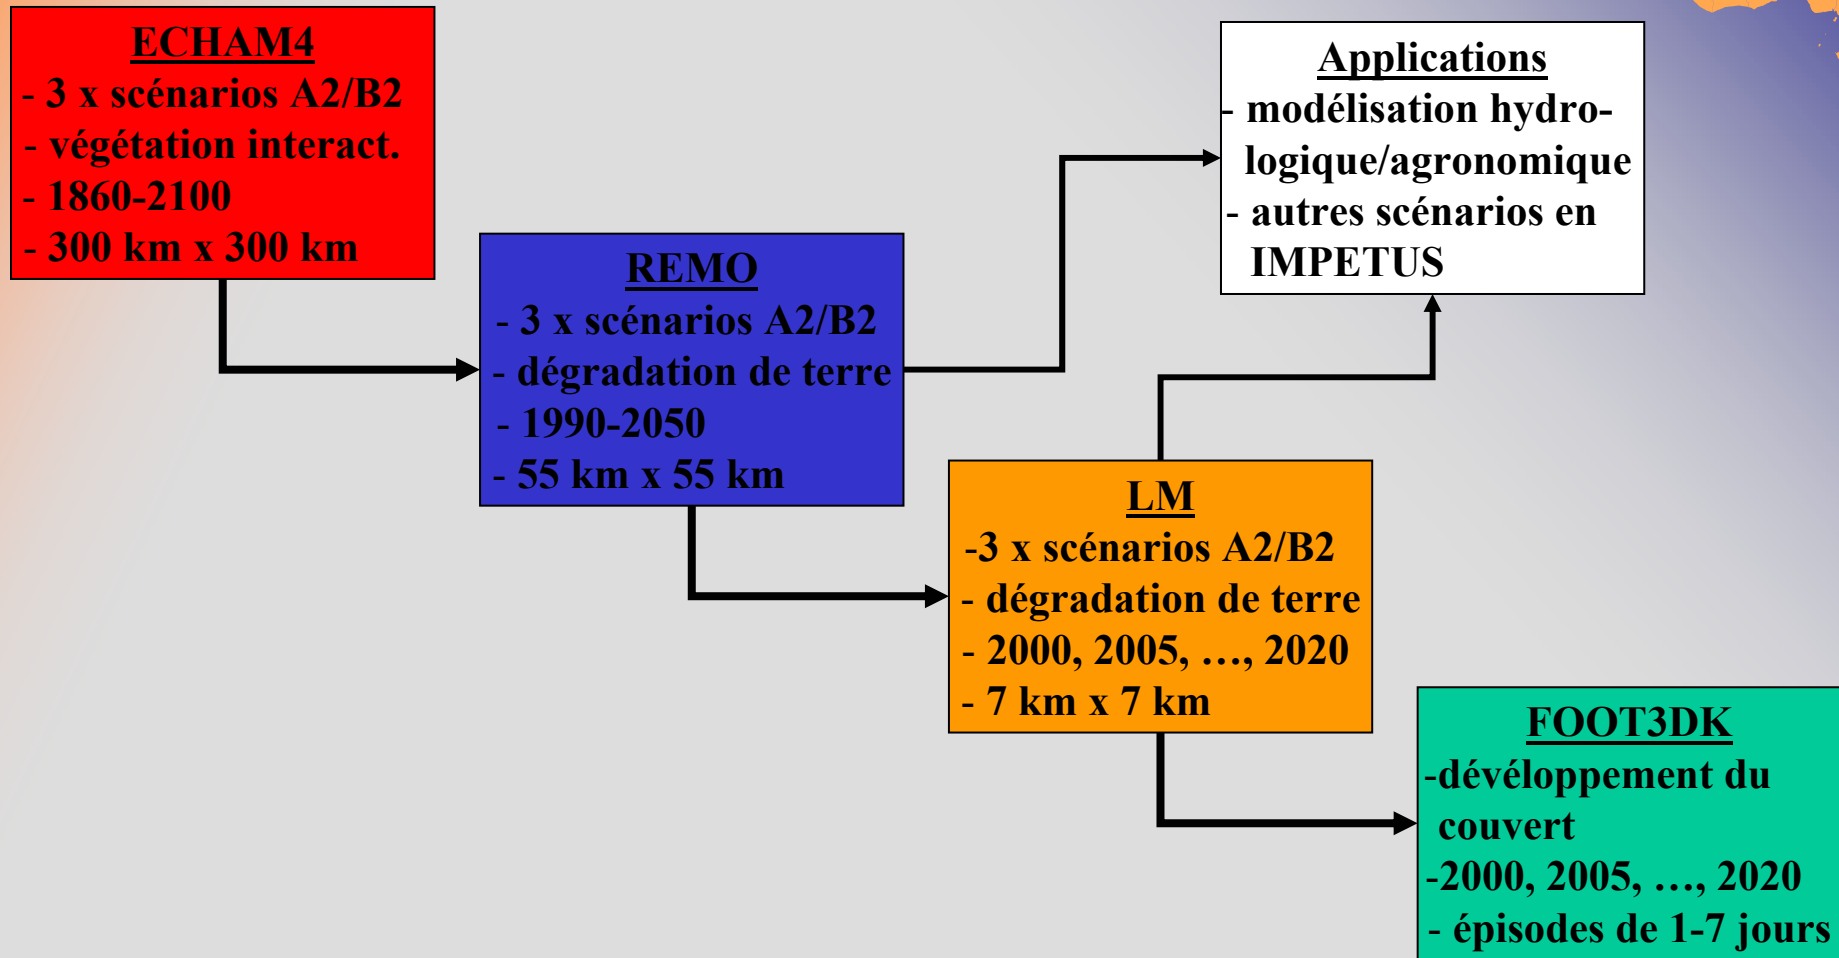 ECHAM4
- 3 x scénarios A2/B2
- végétation interact.
- 1860-2100
- 300 km x 300 km
Applications
- modélisation hydro-
logique/agronomique
- autres scénarios en
IMPETUS
REMO
- 3 x scénarios A2/B2
- dégradation de terre
- 1990-2050
- 55 km x 55 km
LM
-3 x scénarios A2/B2
- dégradation de terre
- 2000, 2005, …, 2020
- 7 km x 7 km
FOOT3DK
-dévéloppement du
couvert
-2000, 2005, …, 2020
- épisodes de 1-7 jours